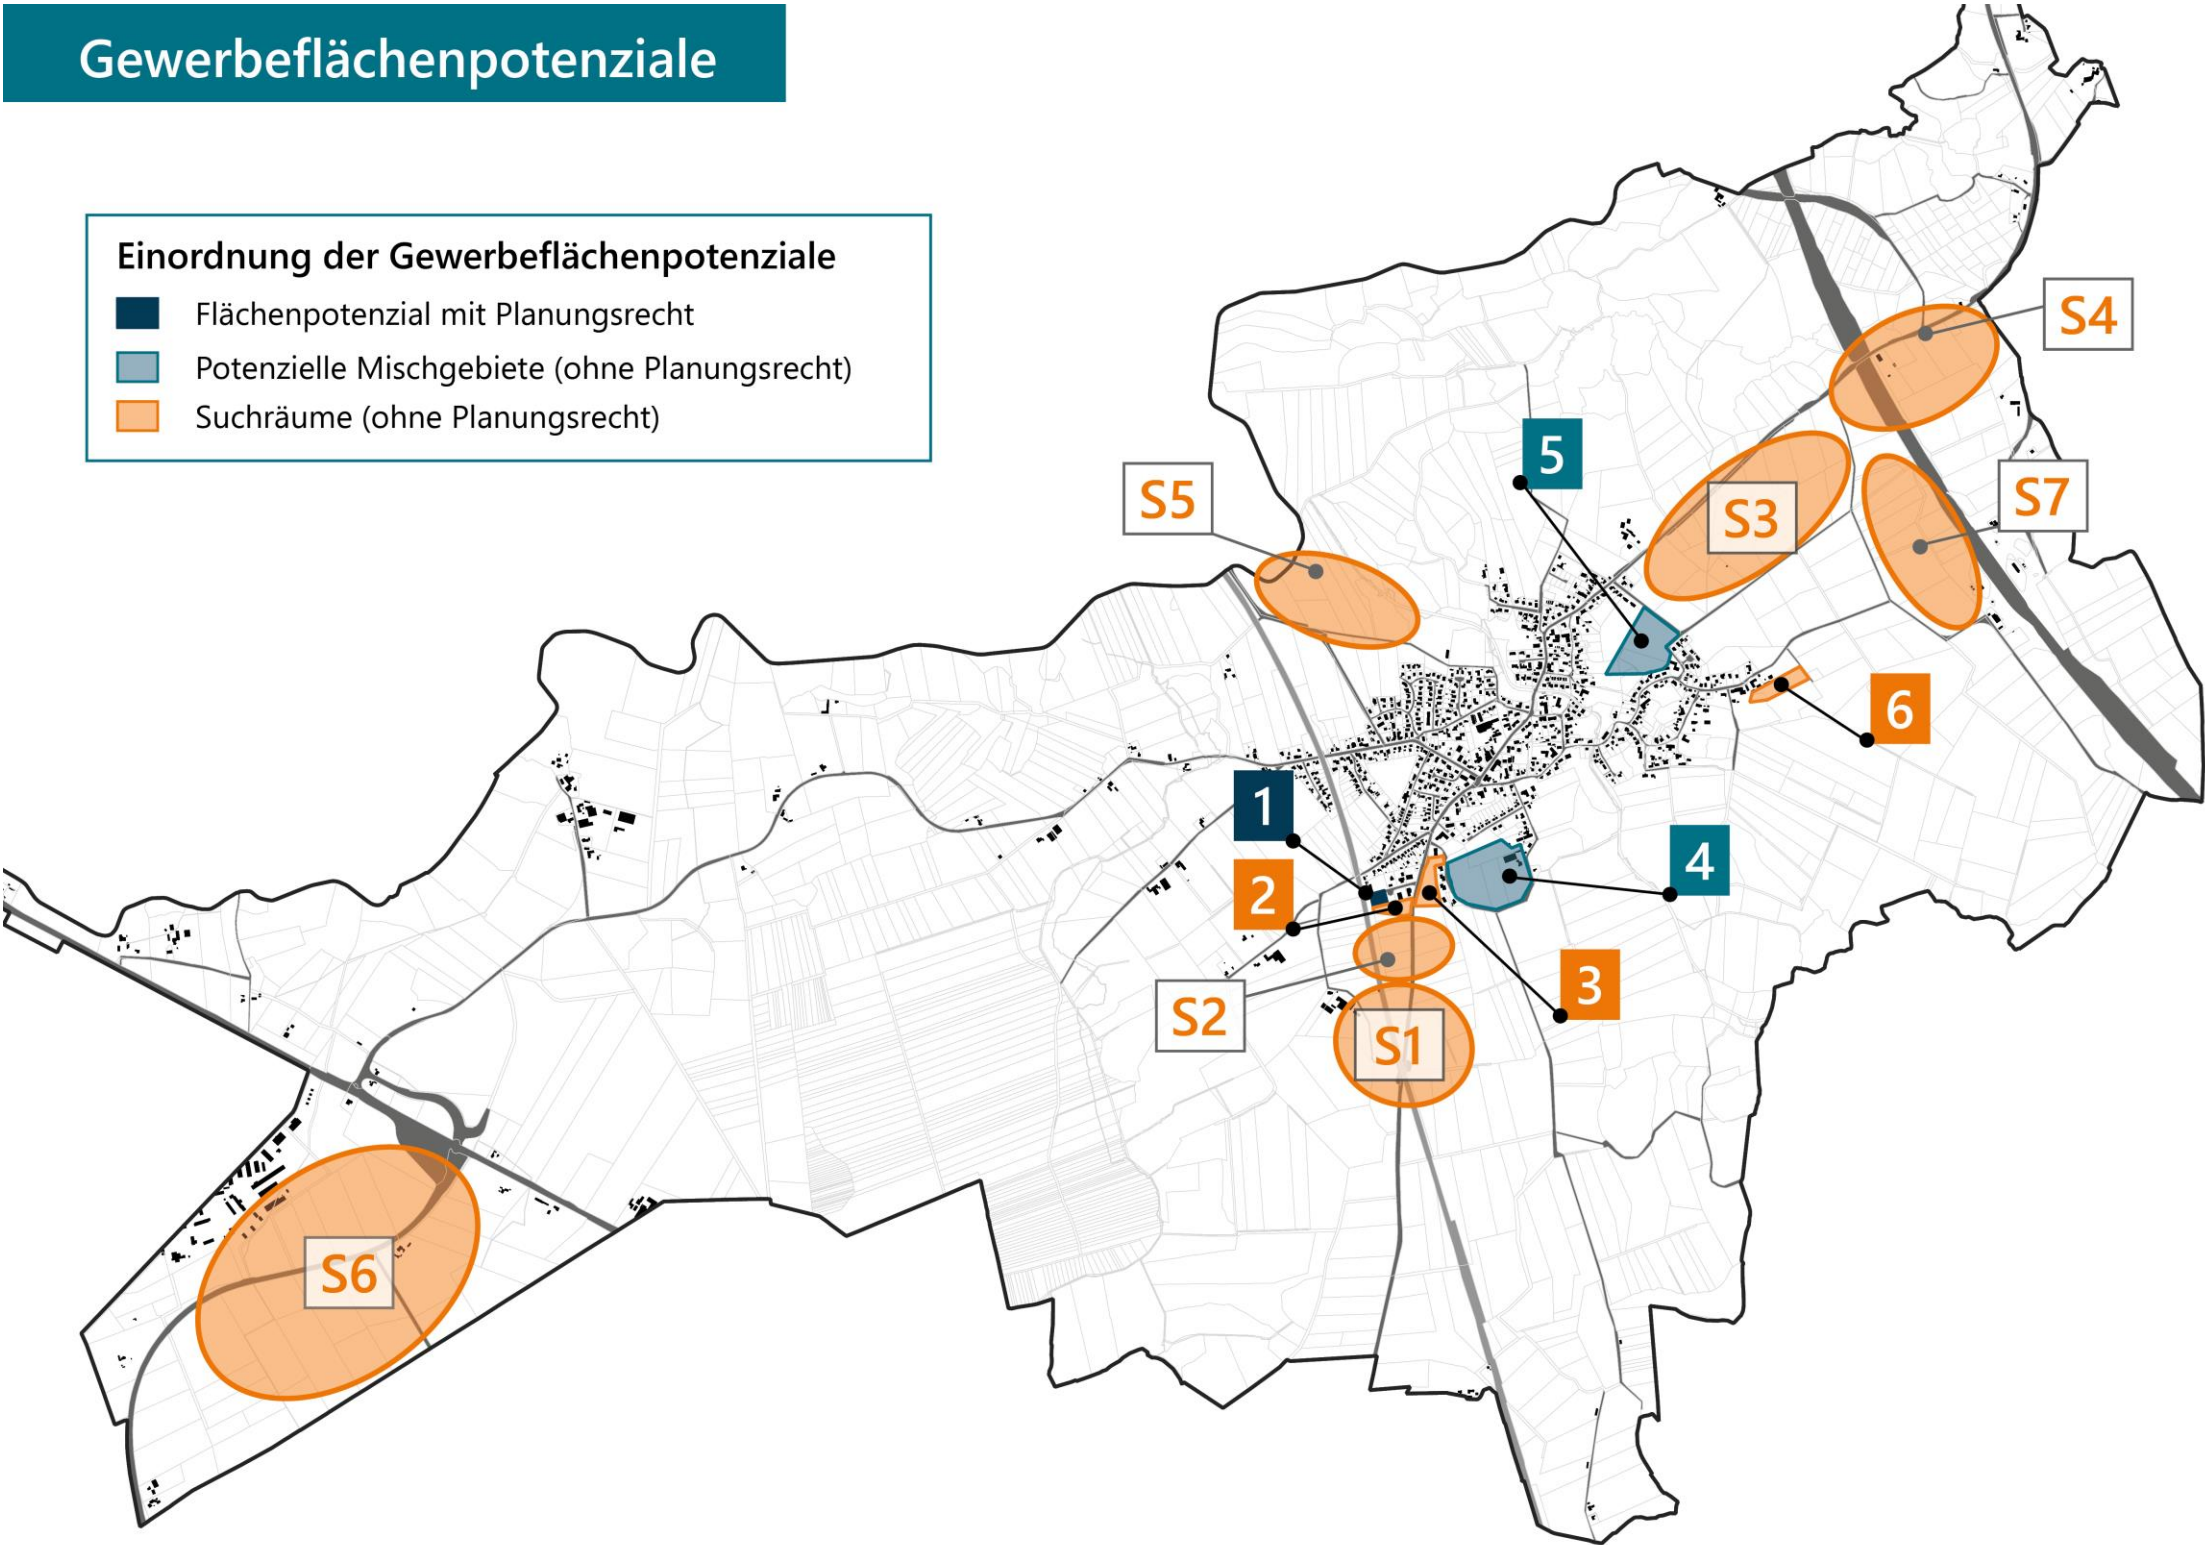 Gewerbeflächenpotenziale
Einordnung der Gewerbeflächenpotenziale
Flächenpotenzial mit Planungsrecht
Potenzielle Mischgebiete (ohne Planungsrecht)
Suchräume (ohne Planungsrecht)
S4
5
S5
S3
S7
6
1
4
2
3
S2
S1
S6